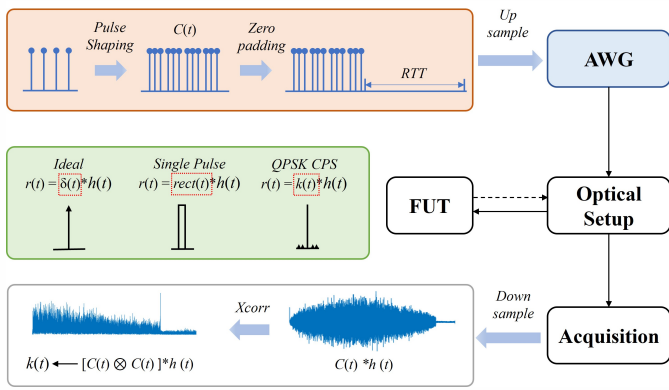 Pulse
Shaping
C(t)
Zero
padding
RTT
Up
sample
AWG
Ideal
r(t) = δ(t)*h(t)
Single Pulse
r(t) = rect(t)*h(t)
QPSK CPS
r(t) = k(t)*h(t)
FUT
Optical
Setup
Xcorr
Down
sample
Acquisition
k(t) ← [C(t) ⊗ C(t) ]*h (t)
C(t) *h (t)